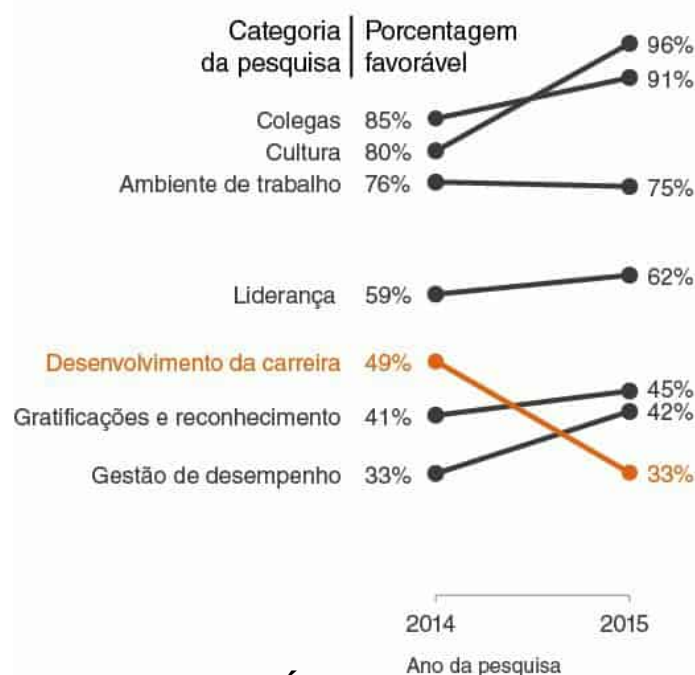 Categoria
da pesquisa
Porcentagem
favorável
96%
91%
Colegas 85%
Cultura 80%
Ambiente de trabalho 76%
75%
Liderança 59%
62%
Desenvolvimento da carreira 49%
45%
Gratificações e reconhecimento 41%
42%
Gestão de desempenho 33%
33%
2014 2015
Ano da pesquisa